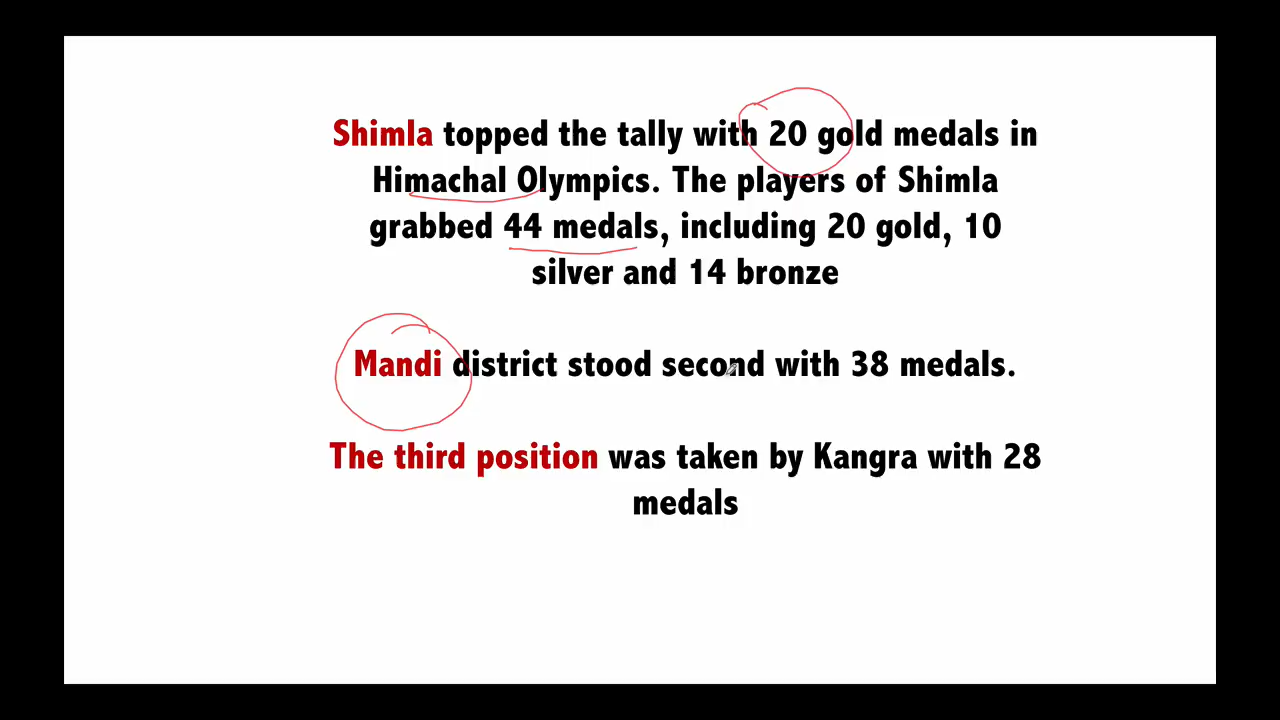 Shimla topped the tally with 20 gold medals in
Himachal Olympics. The players of Shimla
grabbed 44 medals, including 20 gold, 10
silver and 14 bronze
Mandi district stood second with 38 medals.
The third position was taken by Kangra with 28
medals